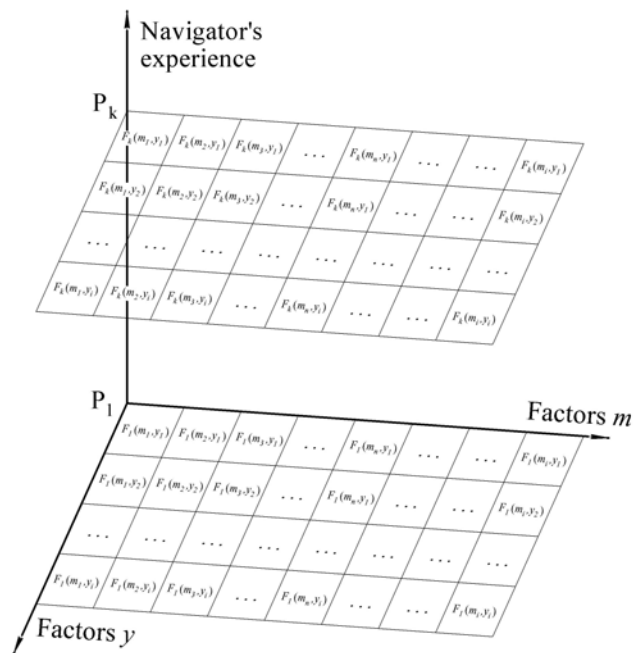 Navigator's
experience
P_k
F_k(m_1,y_1) F_k(m_2,y_1) F_k(m_3,y_1) ... F_k(m_n,y_1) ... ... F_k(m_i,y_1)
F_k(m_1,y_2) F_k(m_2,y_2) F_k(m_3,y_2) ... F_k(m_n,y_1) ... ... F_k(m_i,y_2)
... ... ... ... ... ... ... ...
F_k(m_1,y_i) F_k(m_2,y_i) F_k(m_3,y_i) ... F_k(m_n,y_i) ... ... F_k(m_i,y_i)
P_1
Factors m
F_1(m_1,y_1) F_1(m_2,y_1) F_1(m_3,y_1) ... F_1(m_n,y_1) ... ... F_1(m_i,y_1)
F_1(m_1,y_2) F_1(m_2,y_2) F_1(m_3,y_2) ... F_1(m_n,y_1) ... ... F_1(m_i,y_2)
... ... ... ... ... ... ... ...
F_1(m_1,y_i) F_1(m_2,y_i) F_1(m_3,y_i) ... F_1(m_n,y_i) ... ... F_1(m_i,y_i)
Factors y